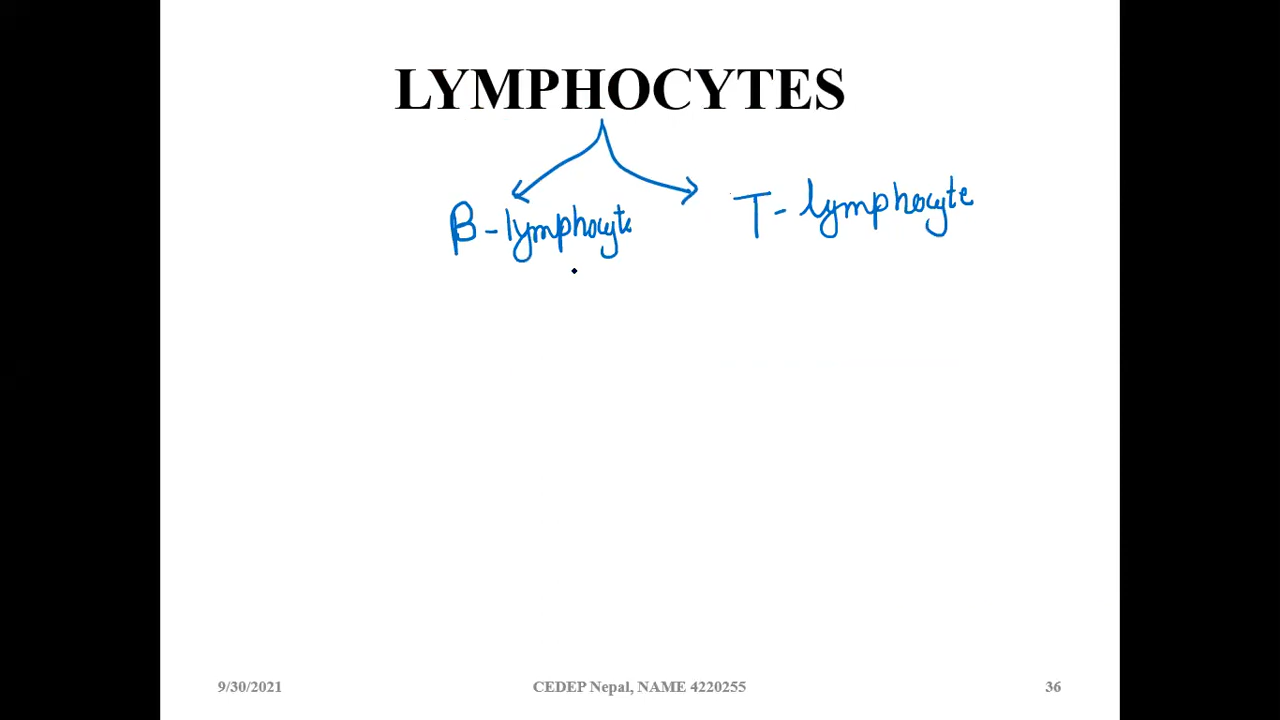 LYMPHOCYTES
B-lymphocyte T-lymphocyte
9/30/2021 CEDEP Nepal, NAME 4220255 36